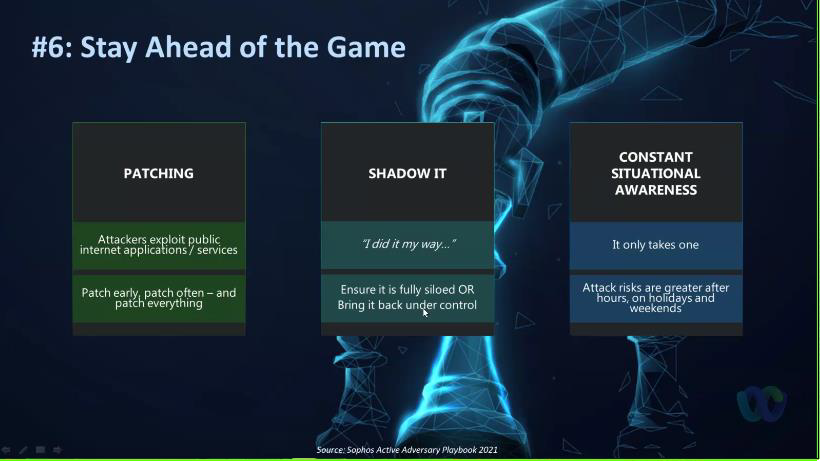 #6: Stay Ahead of the Game
PATCHING
Attackers exploit public
internet applications / services
Patch early, patch often – and
patch everything
SHADOW IT
“I did it my way…”
Ensure it is fully siloed OR
Bring it back under control
CONSTANT
SITUATIONAL
AWARENESS
It only takes one
Attack risks are greater after
hours, on holidays and
weekends
Source: Sophos Active Adversary Playbook 2021